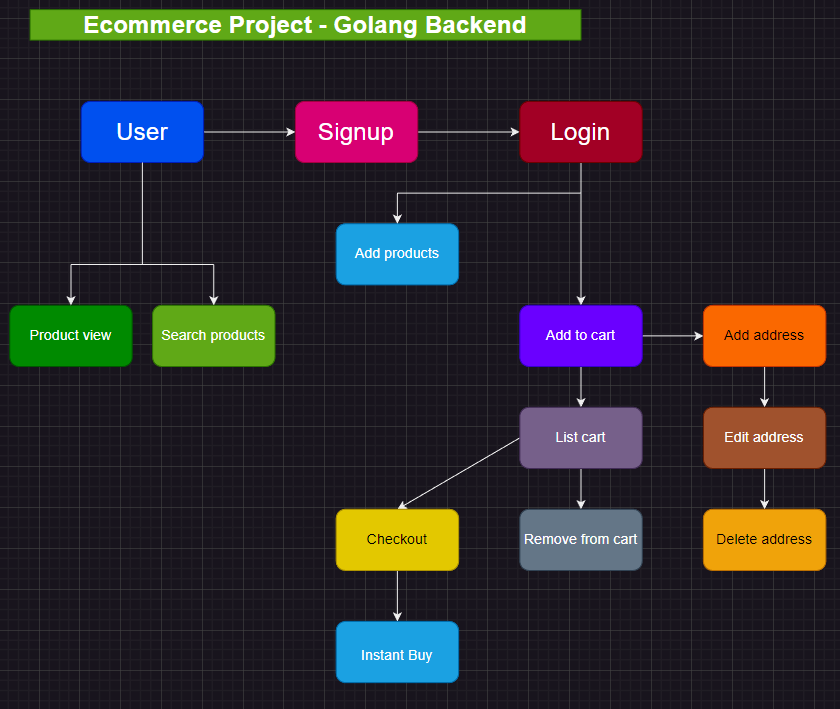 Ecommerce Project - Golang Backend
User
Signup
Login
Add products
Product view
Search products
Add to cart
Add address
List cart
Edit address
Checkout
Remove from cart
Delete address
Instant Buy